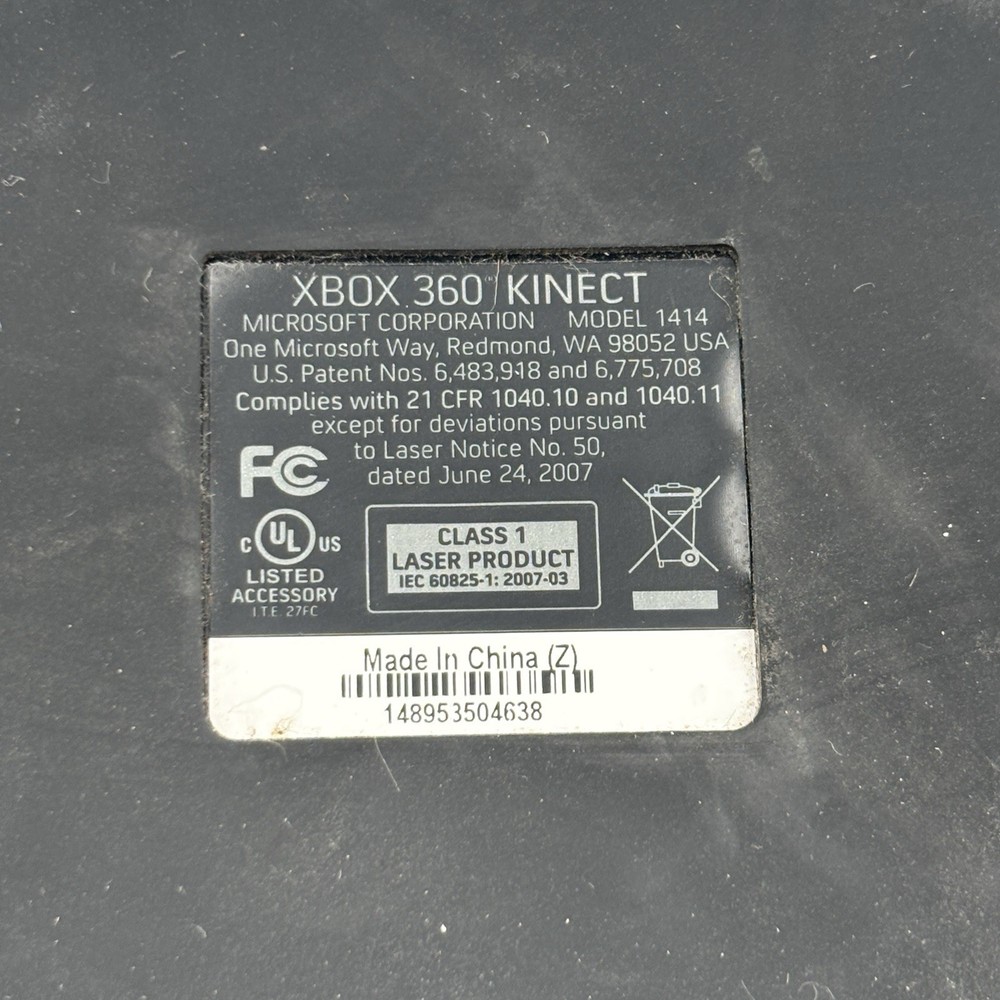 XBOX 360™ KINECT
MICROSOFT CORPORATION MODEL 1414
One Microsoft Way, Redmond, WA 98052 USA
U.S. Patent Nos. 6,483,918 and 6,775,708
Complies with 21 CFR 1040.10 and 1040.11
except for deviations pursuant
to Laser Notice No. 50,
dated June 24, 2007
FC
C UL US
LISTED
ACCESSORY
I.T.E. 27FC
CLASS 1
LASER PRODUCT
IEC 60825-1: 2007-03
Made In China (Z)
148953504638